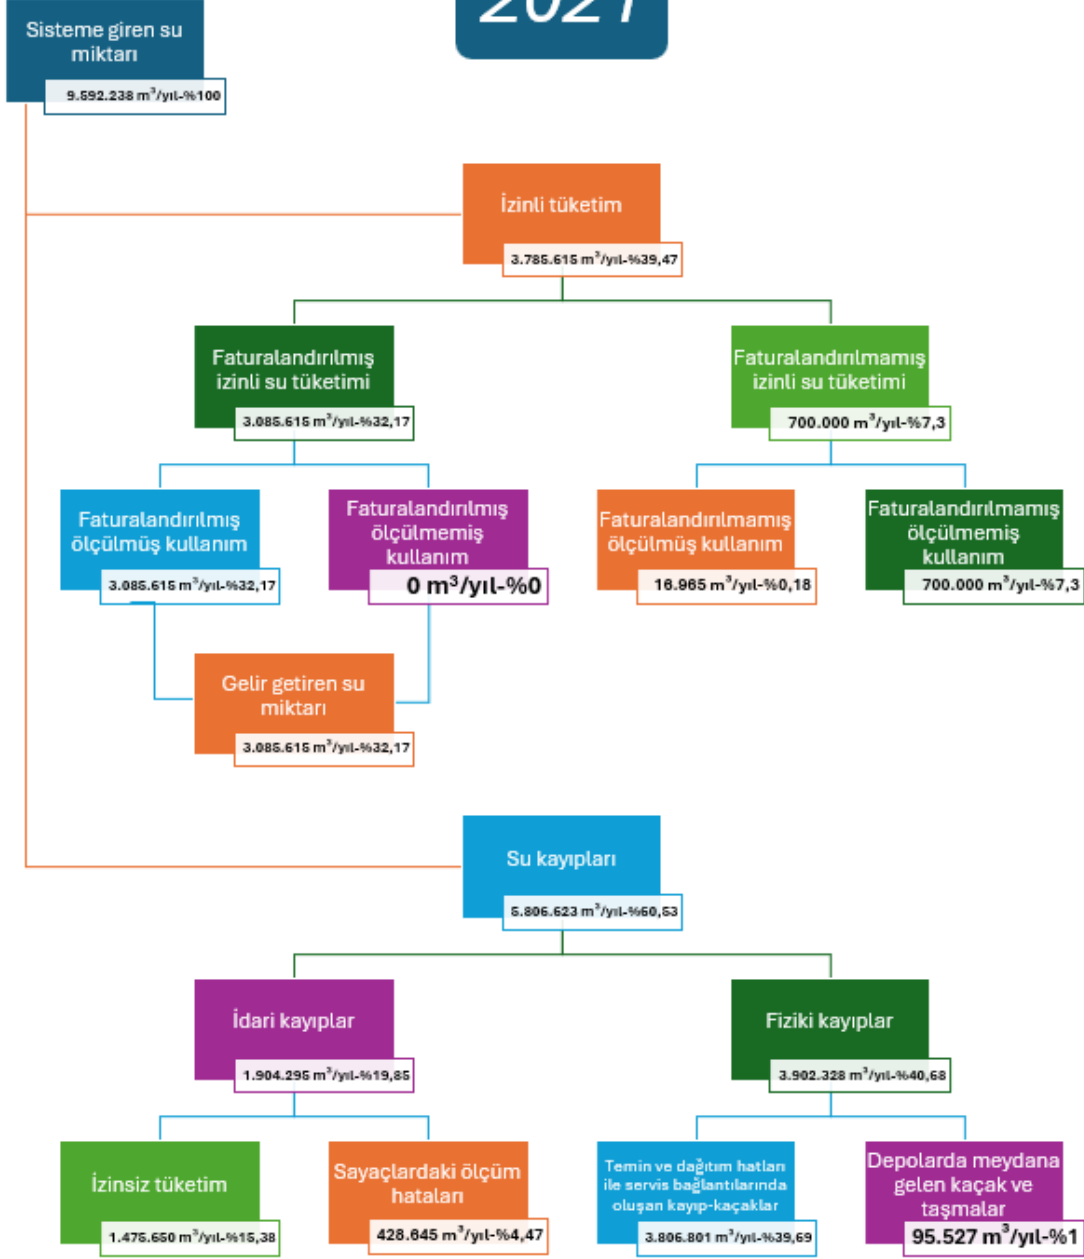 2021
Sisteme giren su
miktarı
9.592.238 m³/yıl-%100
İzinli tüketim
3.785.615 m³/yıl-%39,47
Faturalandırılmış
izinli su tüketimi
3.085.615 m³/yıl-%32,17
Faturalandırılmamış
izinli su tüketimi
700.000 m³/yıl-%7,3
Faturalandırılmış
ölçülmüş kullanım
3.085.615 m³/yıl-%32,17
Faturalandırılmış
ölçülmemiş
kullanım
0 m³/yıl-%0
Faturalandırılmamış
ölçülmüş kullanım
16.965 m³/yıl-%0,18
Faturalandırılmamış
ölçülmemiş
kullanım
700.000 m³/yıl-%7,3
Gelir getiren su
miktarı
3.085.615 m³/yıl-%32,17
Su kayıpları
5.806.623 m³/yıl-%60,53
İdari kayıplar
1.904.295 m³/yıl-%19,85
Fiziki kayıplar
3.902.328 m³/yıl-%40,68
İzinsiz tüketim
1.475.650 m³/yıl-%15,38
Sayaçlardaki ölçüm
hataları
428.645 m³/yıl-%4,47
Temin ve dağıtım hatları
ile servis bağlantılarında
oluşan kayıp-kaçaklar
3.806.801 m³/yıl-%39,69
Depolarda meydana
gelen kaçak ve
taşmalar
95.527 m³/yıl-%1